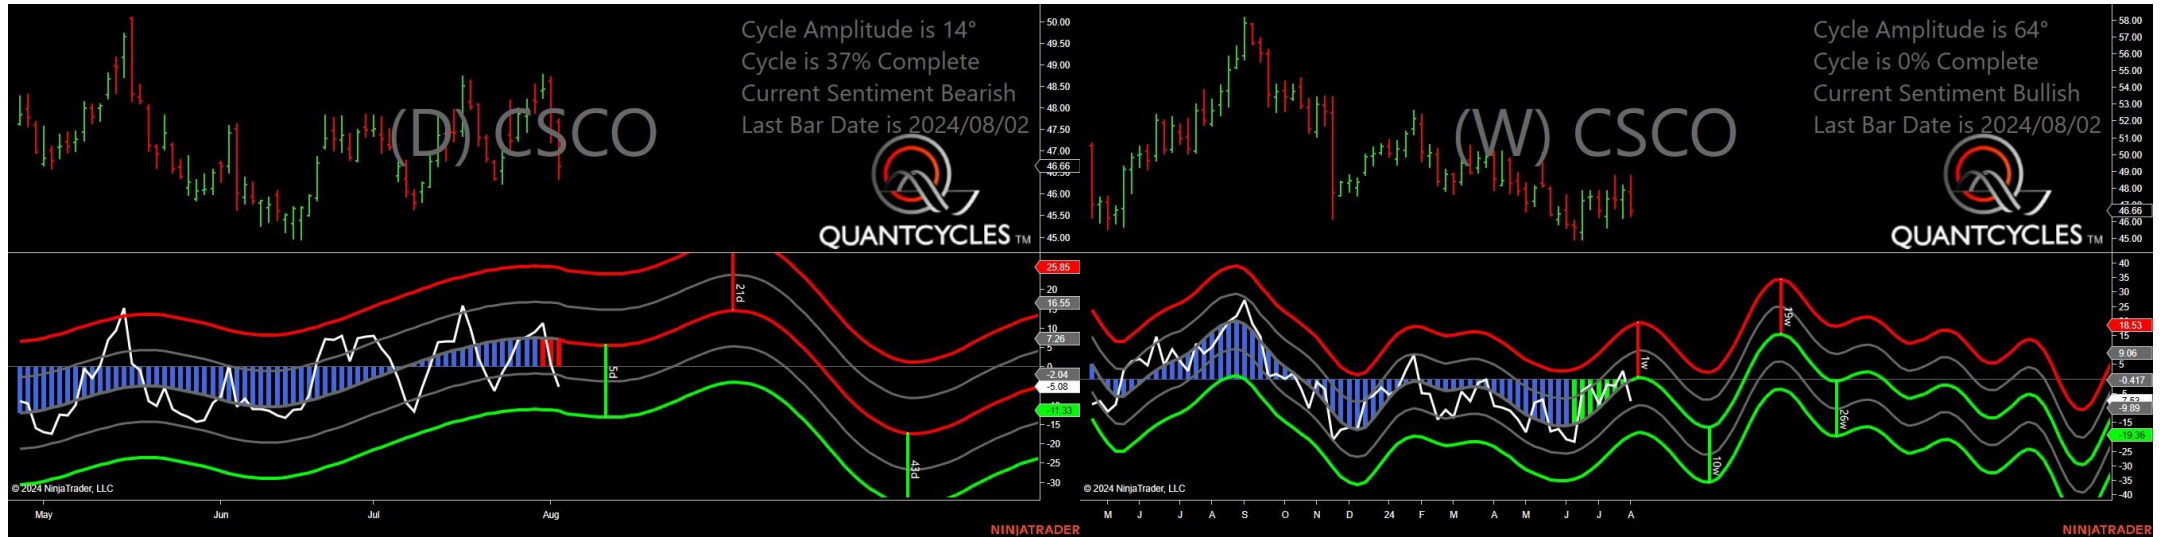 Cycle Amplitude is 14°
Cycle is 37% Complete
Current Sentiment Bearish
Last Bar Date is 2024/08/02
(D) CSCO
QUANTCYCLES TM
50.00
49.50
49.00
48.50
48.00
47.50
47.00
46.66
46.00
45.50
45.00
25.85
20
16.55
10
7.26
5
0
-2.04
-5.08
-11.33
-15
-20
-25
-30
21d
5d
43d
© 2024 NinjaTrader, LLC
May Jun Jul Aug
NINJATRADER
Cycle Amplitude is 64°
Cycle is 0% Complete
Current Sentiment Bullish
Last Bar Date is 2024/08/02
(W) CSCO
QUANTCYCLES TM
58.00
57.00
56.00
55.00
54.00
53.00
52.00
51.00
50.00
49.00
48.00
46.66
46.00
45.00
40
35
30
25
18.53
15
9.06
5
-0.417
-9.89
-15
-19.36
-25
-30
-35
-40
1w
19w
10w
26w
© 2024 NinjaTrader, LLC
M J J A S O N D 24 F M A M J J A
NINJATRADER